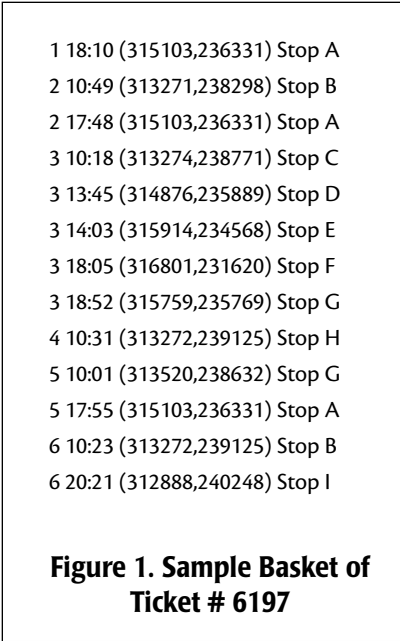 1 18:10 (315103,236331) Stop A
2 10:49 (313271,238298) Stop B
2 17:48 (315103,236331) Stop A
3 10:18 (313274,238771) Stop C
3 13:45 (314876,235889) Stop D
3 14:03 (315914,234568) Stop E
3 18:05 (316801,231620) Stop F
3 18:52 (315759,235769) Stop G
4 10:31 (313272,239125) Stop H
5 10:01 (313520,238632) Stop G
5 17:55 (315103,236331) Stop A
6 10:23 (313272,239125) Stop B
6 20:21 (312888,240248) Stop I
Figure 1. Sample Basket of
Ticket # 6197